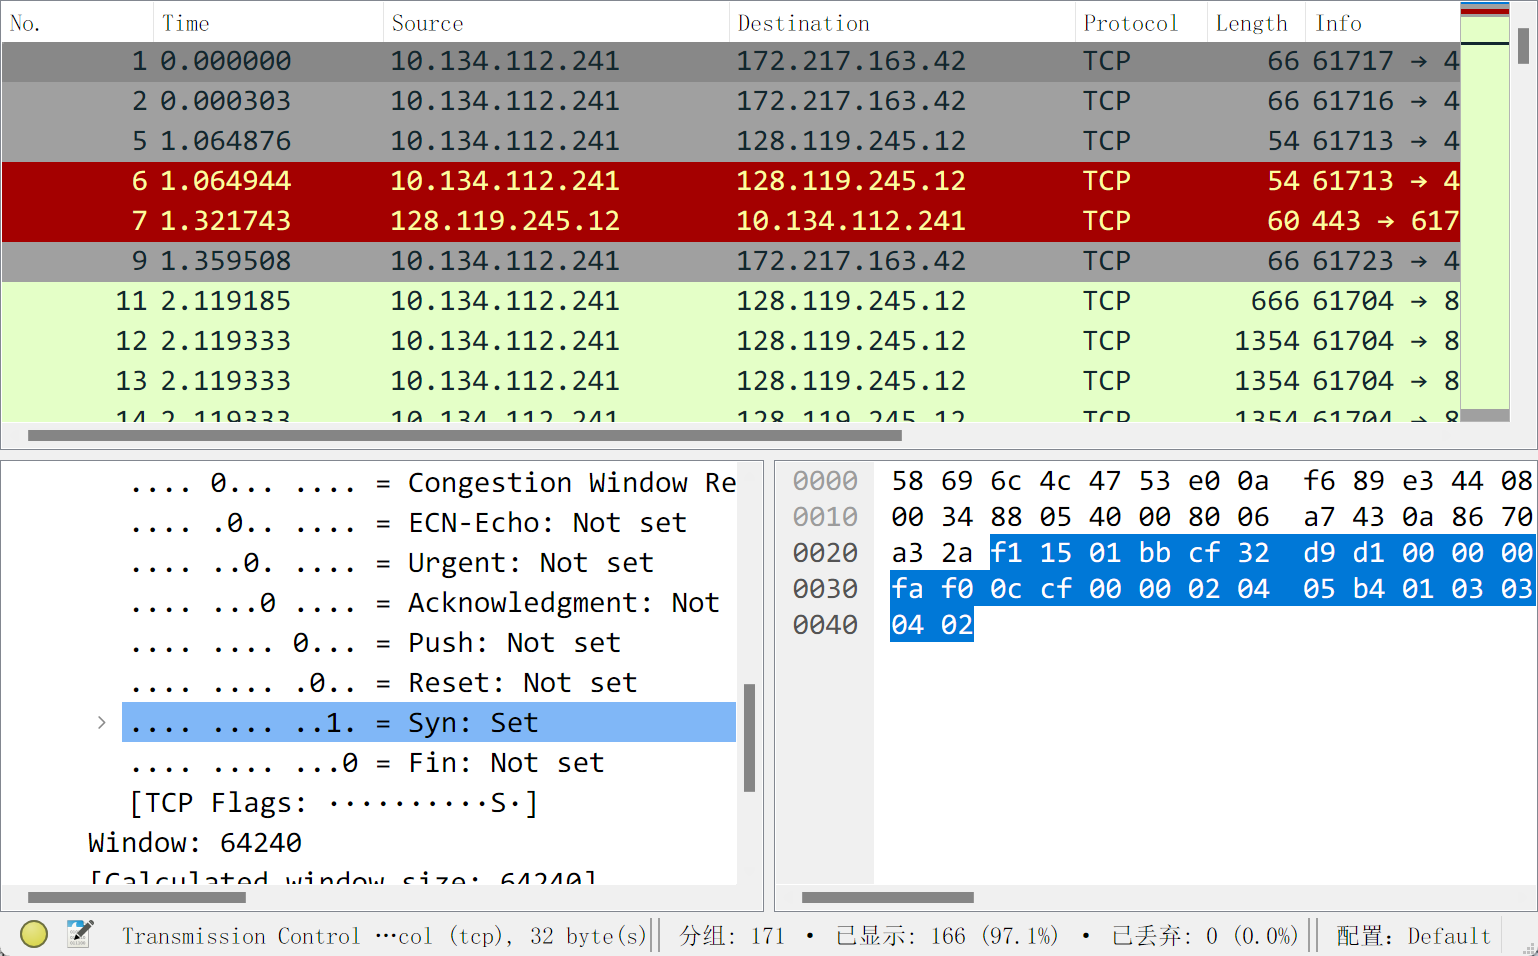 No. Time Source Destination Protocol Length Info
1 0.000000 10.134.112.241 172.217.163.42 TCP 66 61717 → 4
2 0.000303 10.134.112.241 172.217.163.42 TCP 66 61716 → 4
5 1.064876 10.134.112.241 128.119.245.12 TCP 54 61713 → 4
6 1.064944 10.134.112.241 128.119.245.12 TCP 54 61713 → 4
7 1.321743 128.119.245.12 10.134.112.241 TCP 60 443 → 617
9 1.359508 10.134.112.241 172.217.163.42 TCP 66 61723 → 4
11 2.119185 10.134.112.241 128.119.245.12 TCP 666 61704 → 8
12 2.119333 10.134.112.241 128.119.245.12 TCP 1354 61704 → 8
13 2.119333 10.134.112.241 128.119.245.12 TCP 1354 61704 → 8
14 2.119333 10.134.112.241 128.119.245.12 TCP 1354 61704 → 8
.... 0... .... = Congestion Window Re
.... .0.. .... = ECN-Echo: Not set
.... ..0. .... = Urgent: Not set
.... ...0 .... = Acknowledgment: Not
.... .... 0... = Push: Not set
.... .... .0.. = Reset: Not set
.... .... ..1. = Syn: Set
.... .... ...0 = Fin: Not set
[TCP Flags: ··········S·]
Window: 64240
[Calculated window size: 64240]
0000 58 69 6c 4c 47 53 e0 0a f6 89 e3 44 08
0010 00 34 88 05 40 00 80 06 a7 43 0a 86 70
0020 a3 2a f1 15 01 bb cf 32 d9 d1 00 00 00
0030 fa f0 0c cf 00 00 02 04 05 b4 01 03 03
0040 04 02
Transmission Control ···col (tcp), 32 byte(s) 分组: 171 · 已显示: 166 (97.1%) · 已丢弃: 0 (0.0%) 配置: Default